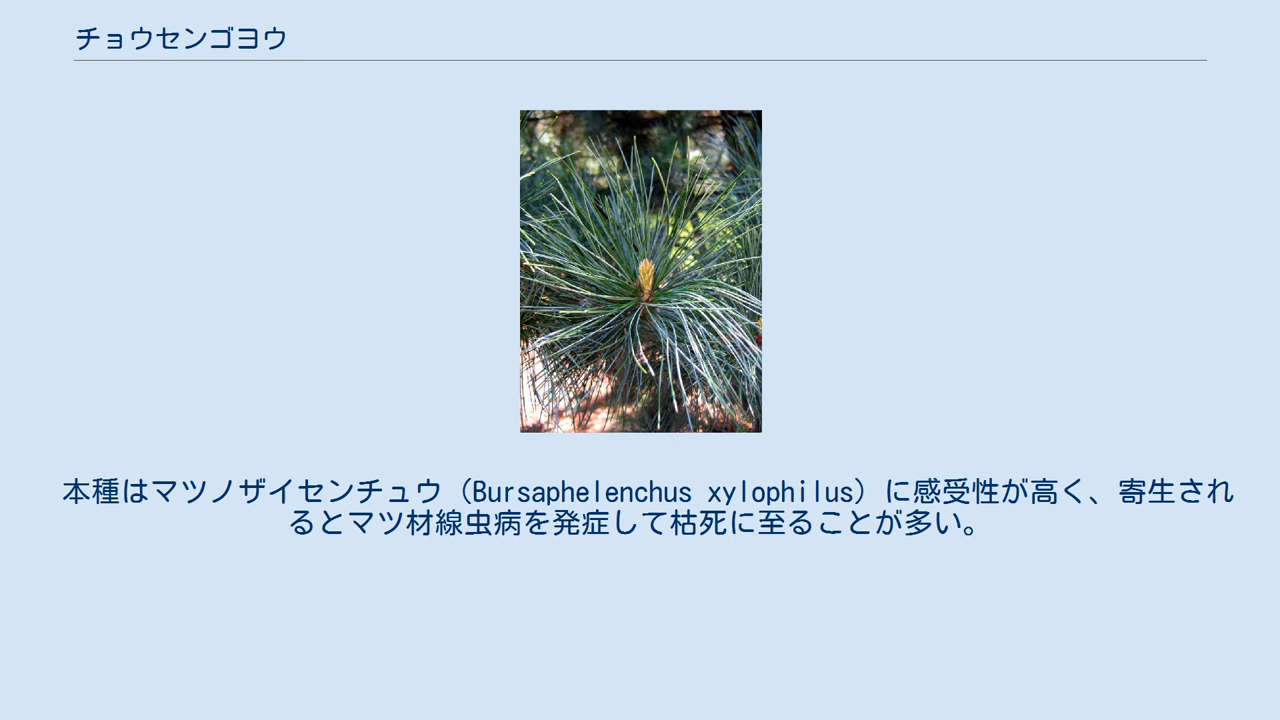 チョウセンゴヨウ
本種はマツノザイセンチュウ（Bursaphelenchus xylophilus）に感受性が高く、寄生され
るとマツ材線虫病を発症して枯死に至ることが多い。